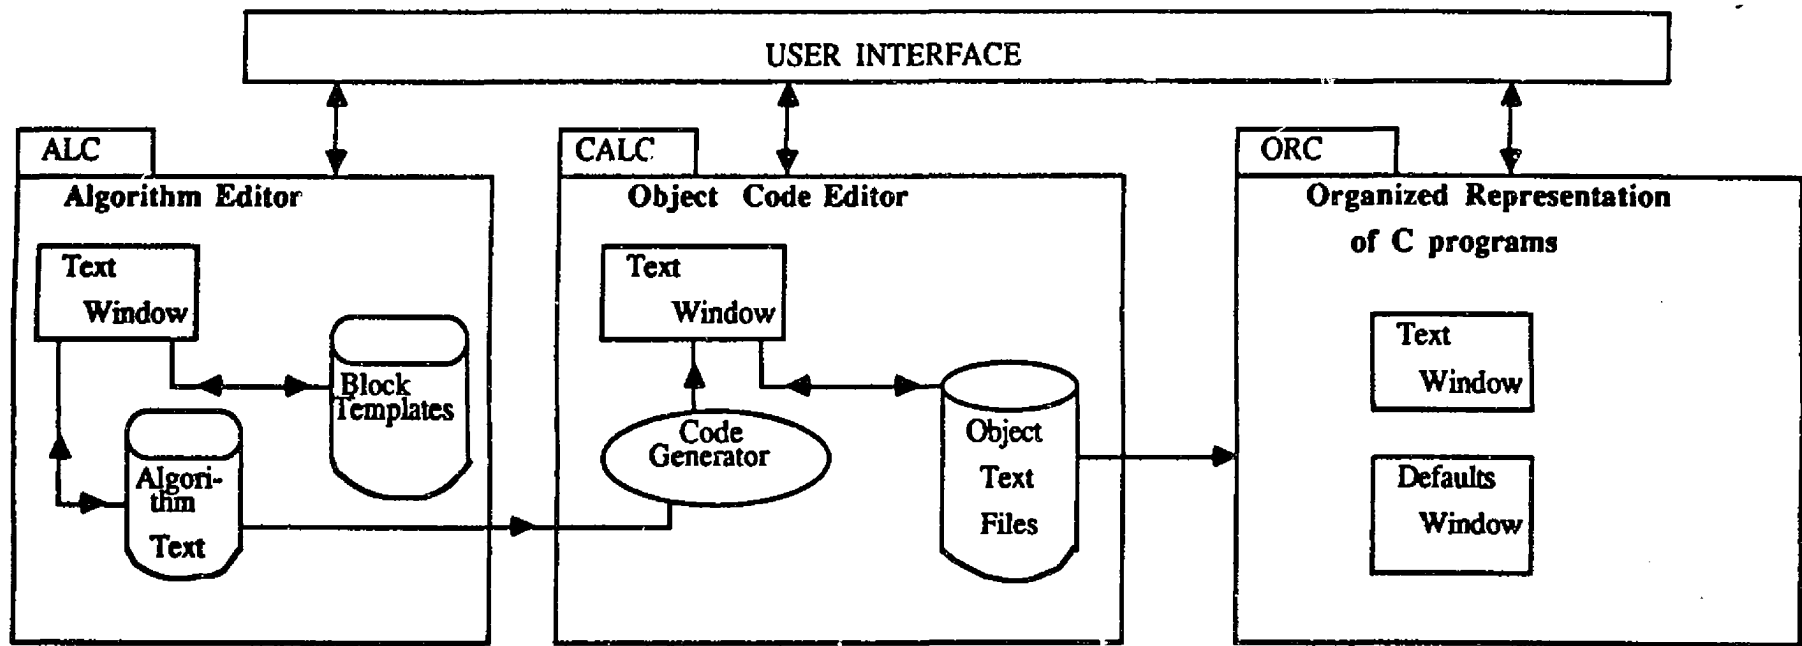 USER INTERFACE
ALC
Algorithm Editor
Text
Window
Block
Templates
Algori-
thm
Text
CALC
Object Code Editor
Text
Window
Code
Generator
Object
Text
Files
ORC
Organized Representation
of C programs
Text
Window
Defaults
Window